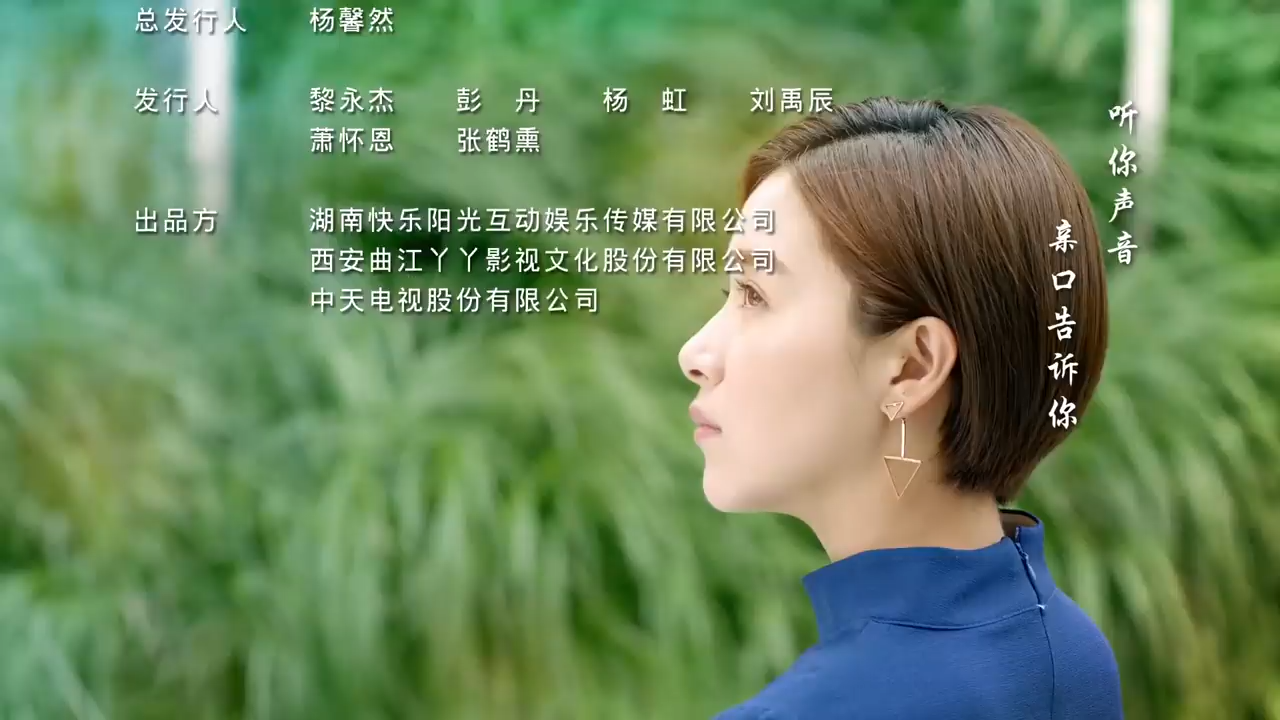 总发行人 杨馨然
发行人 黎永杰 彭 丹 杨 虹 刘禹辰
萧怀恩 张鹤熏
出品方 湖南快乐阳光互动娱乐传媒有限公司
西安曲江丫丫影视文化股份有限公司
中天电视股份有限公司
听你声音
亲口告诉你